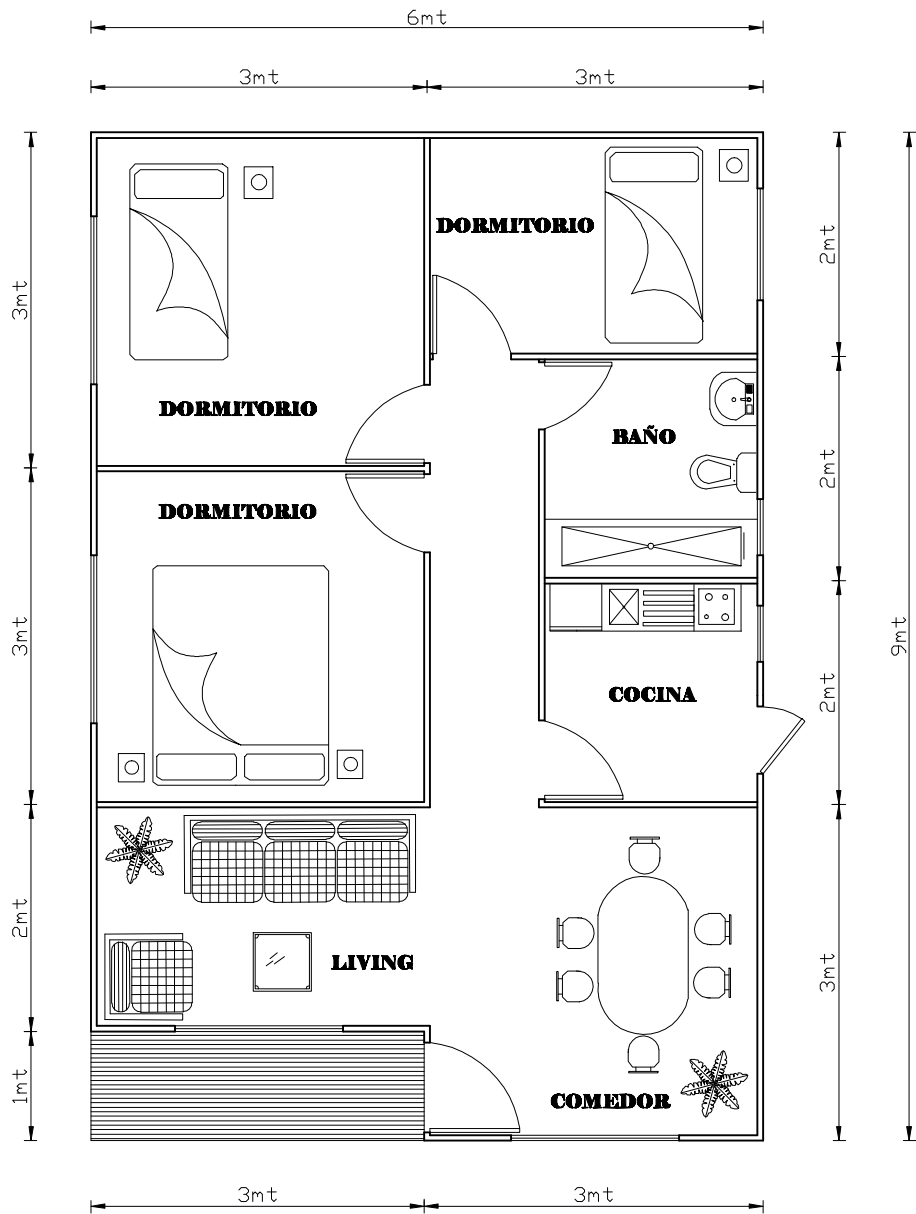 6mt
3mt 3mt
DORMITORIO
2mt
3mt
DORMITORIO
BAÑO
2mt
DORMITORIO
3mt
9mt
COCINA
2mt
2mt
LIVING
3mt
1mt
COMEDOR
3mt 3mt